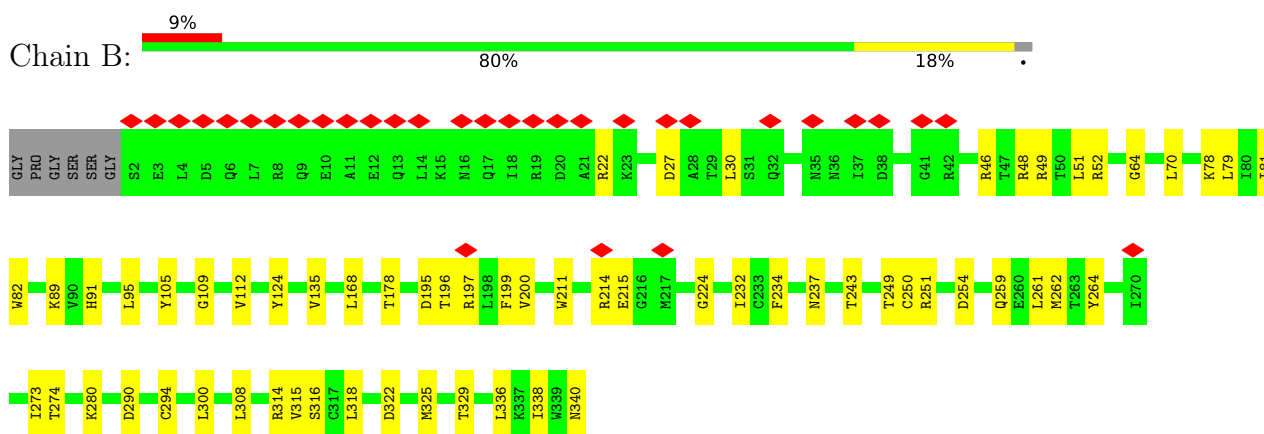 9%
Chain B:
80% 18% •
GLY PRO GLY SER SER GLY S2 E3 L4 D5 Q6 L7 R8 Q9 E10 A11 E12 Q13 L14 K15 N16 Q17 I18 R19 D20 A21 R22 K23 D27 A28 T29 L30 S31 Q32 N35 N36 I37 D38 G41 R42 R46 T47 R48 R49 T50 L51 R52 G64 L70 K78 L79 I80 I81
W82 K89 V90 H91 L95 Y105 G109 V112 Y124 V135 L168 T178 D195 T196 R197 L198 F199 V200 W211 R214 E215 G216 M217 G224 I232 C233 F234 N237 T243 T249 C250 R251 D254 Q259 E260 L261 M262 T263 Y264 I270
I273 T274 K280 D290 C294 L300 L308 R314 V315 S316 C317 L318 D322 M325 T329 L336 K337 I338 W339 N340